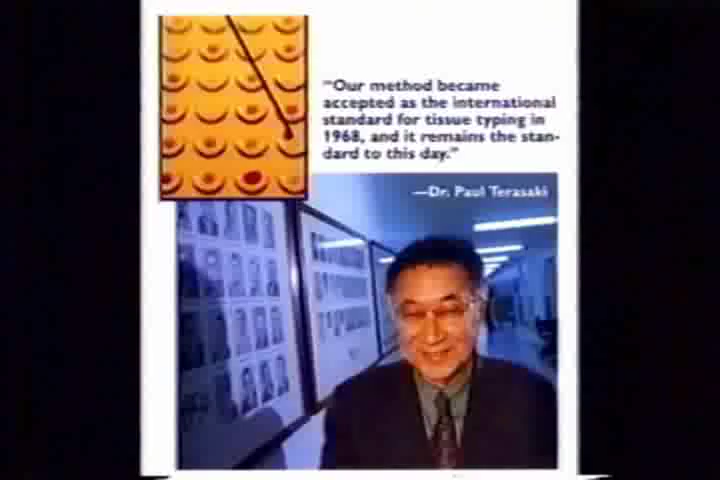 "Our method became
accepted as the international
standard for tissue typing in
1968, and it remains the stan-
dard to this day."
—Dr. Paul Terasaki